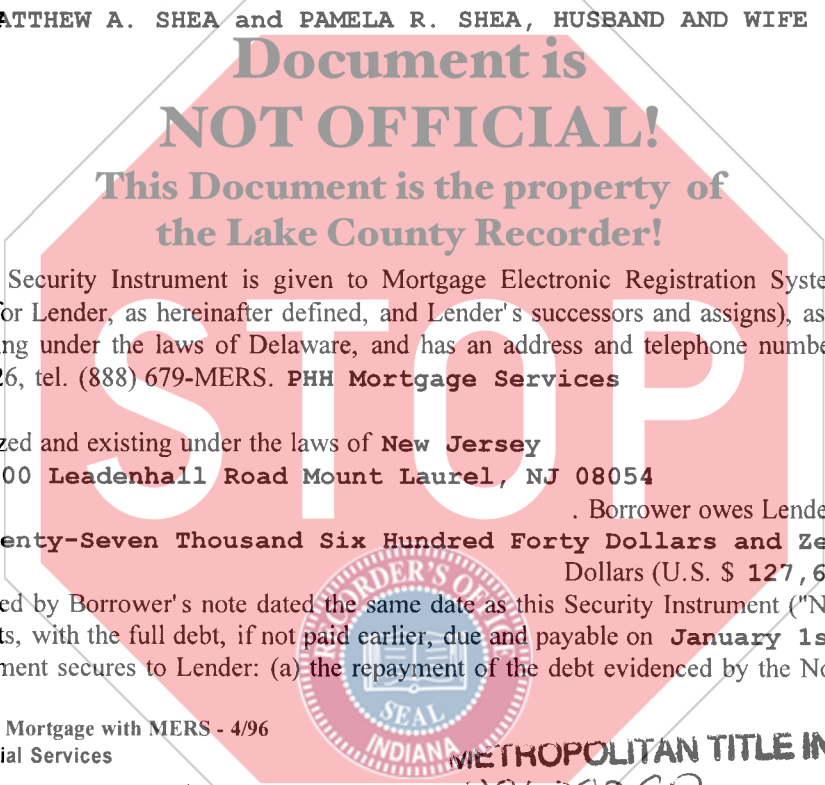 ATTHEW A. SHEA and PAMELA R. SHEA, HUSBAND AND WIFE
Document is
NOT OFFICIAL!
This Document is the property of
the Lake County Recorder!
Security Instrument is given to Mortgage Electronic Registration Syste
for Lender, as hereinafter defined, and Lender's successors and assigns), as
ng under the laws of Delaware, and has an address and telephone numbe
26, tel. (888) 679-MERS. PHH Mortgage Services
zed and existing under the laws of New Jersey
00 Leadenhall Road Mount Laurel, NJ 08054
. Borrower owes Lende
enty-Seven Thousand Six Hundred Forty Dollars and Ze
Dollars (U.S. $ 127,6
ed by Borrower's note dated the same date as this Security Instrument ("N
ts, with the full debt, if not paid earlier, due and payable on January 1s
ment secures to Lender: (a) the repayment of the debt evidenced by the No
STOP
RECORDER'S OFFICE
SEAL
INDIANA
Mortgage with MERS - 4/96
ial Services
METROPOLITAN TITLE IN